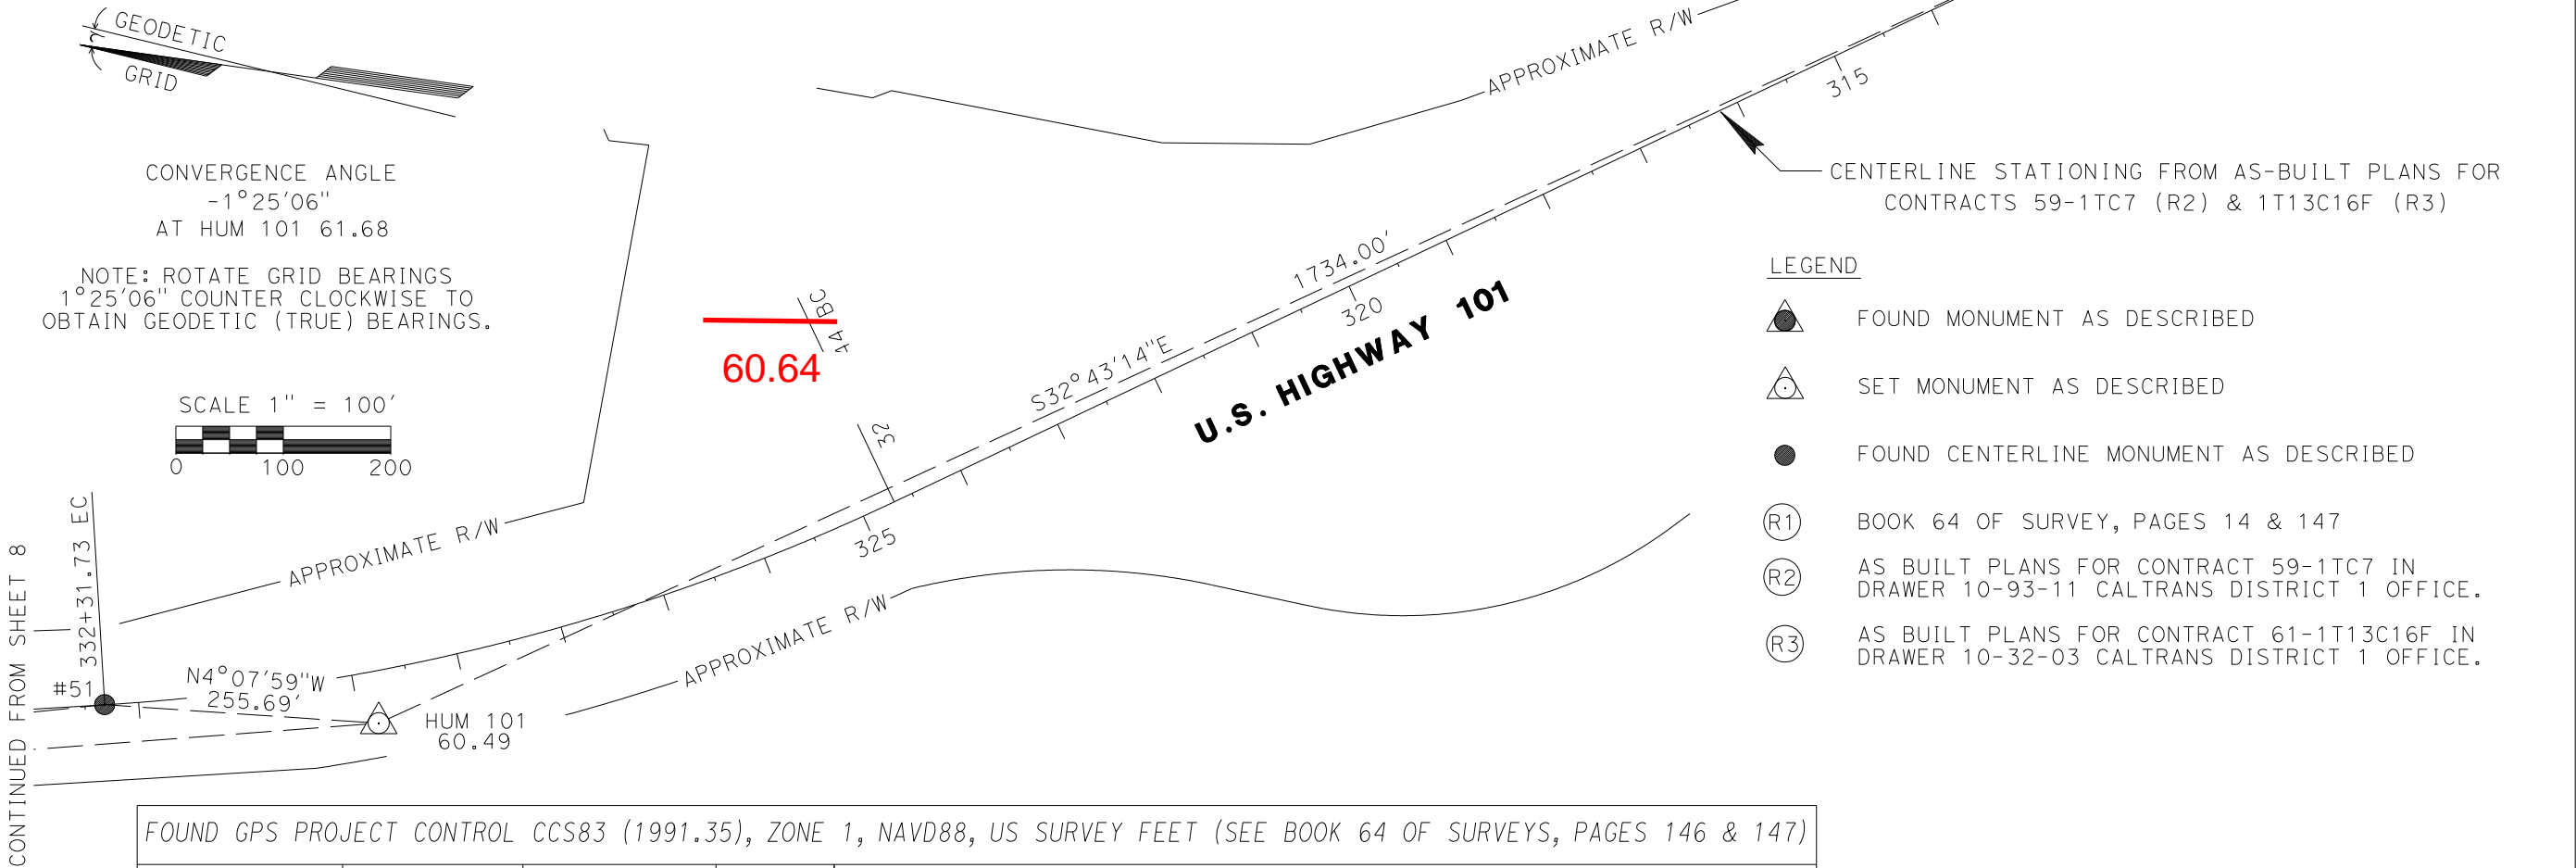 GEODETIC
GRID
CONVERGENCE ANGLE
-1°25'06"
AT HUM 101 61.68
NOTE: ROTATE GRID BEARINGS
1°25'06" COUNTER CLOCKWISE TO
OBTAIN GEODETIC (TRUE) BEARINGS.
SCALE 1" = 100'
0 100 200
CONTINUED FROM SHEET 8
332+31.73 EC
#51
N4°07'59"W
255.69'
HUM 101
60.49
APPROXIMATE R/W
APPROXIMATE R/W
APPROXIMATE R/W
60.64
44 BC
32
S32°43'14"E
1734.00'
U.S. HIGHWAY 101
325
320
315
CENTERLINE STATIONING FROM AS-BUILT PLANS FOR
CONTRACTS 59-1TC7 (R2) & 1T13C16F (R3)
LEGEND
FOUND MONUMENT AS DESCRIBED
SET MONUMENT AS DESCRIBED
FOUND CENTERLINE MONUMENT AS DESCRIBED
R1 BOOK 64 OF SURVEY, PAGES 14 & 147
R2 AS BUILT PLANS FOR CONTRACT 59-1TC7 IN
DRAWER 10-93-11 CALTRANS DISTRICT 1 OFFICE.
R3 AS BUILT PLANS FOR CONTRACT 61-1T13C16F IN
DRAWER 10-32-03 CALTRANS DISTRICT 1 OFFICE.
FOUND GPS PROJECT CONTROL CCS83 (1991.35), ZONE 1, NAVD88, US SURVEY FEET (SEE BOOK 64 OF SURVEYS, PAGES 146 & 147)